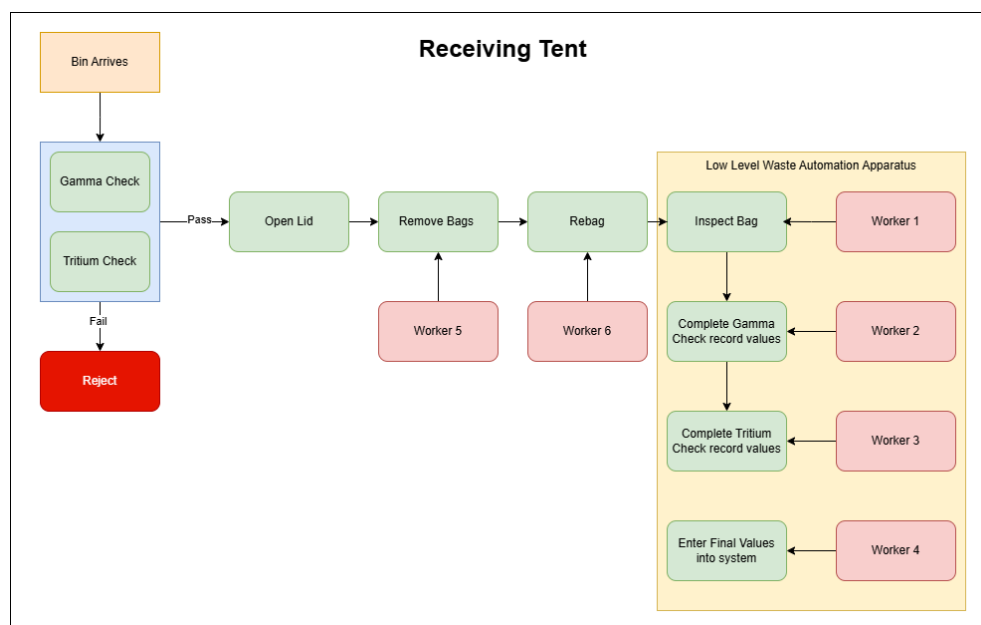 Receiving Tent
Bin Arrives
Gamma Check
Tritium Check
Pass
Fail
Reject
Open Lid
Remove Bags
Rebag
Worker 5
Worker 6
Low Level Waste Automation Apparatus
Inspect Bag
Worker 1
Complete Gamma
Check record values
Worker 2
Complete Tritium
Check record values
Worker 3
Enter Final Values
into system
Worker 4